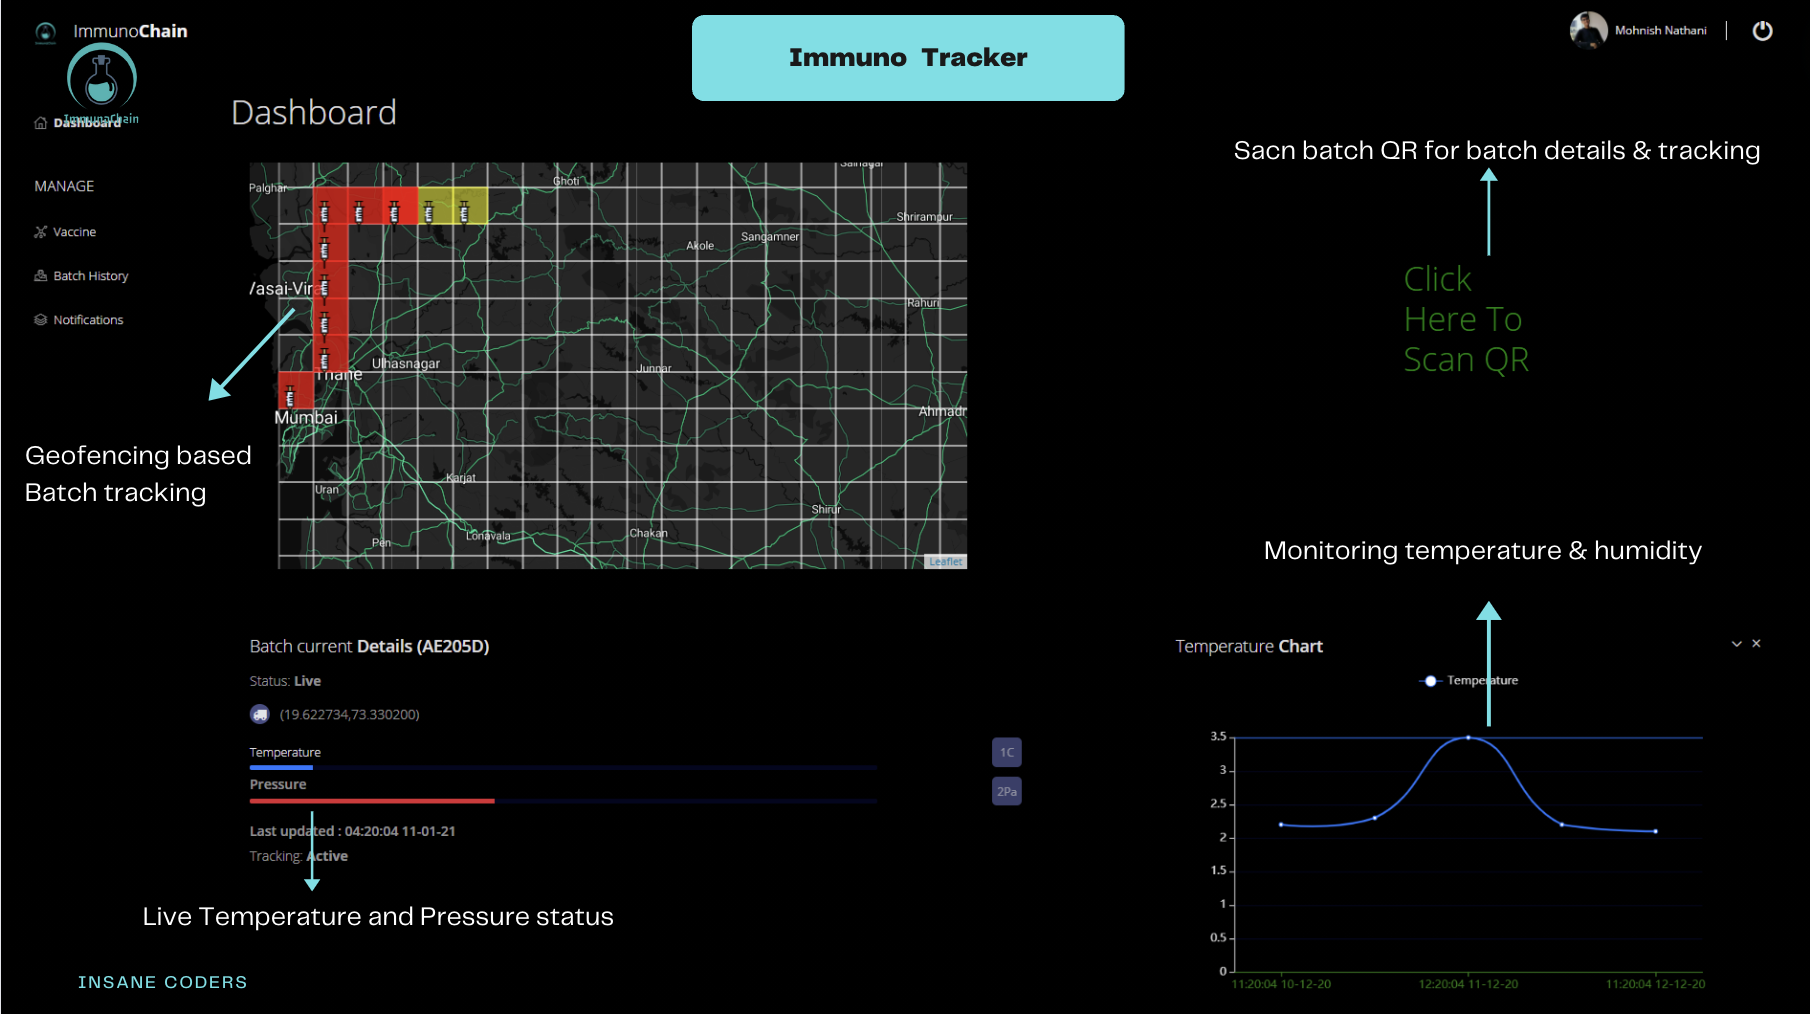 ImmunoChain
Immuno Tracker
Mohnish Nathani
ImmunoChain
Dashboard
Dashboard
MANAGE
Vaccine
Batch History
Notifications
Sacn batch QR for batch details & tracking
Click
Here To
Scan QR
Palghar
Ghoti
Shrirampur
Sangamner
Akole
Rahuri
Ulhasnagar
Junnar
Thane
Ahmadr
Mumbai
Karjat
Uran
Shirur
Chakan
Lonavala
Pen
Leaflet
Geofencing based
Batch tracking
Monitoring temperature & humidity
Batch current Details (AE205D)
Status: Live
(19.622734,73.330200)
Temperature
1C
Pressure
2Pa
Last updated : 04:20:04 11-01-21
Tracking: Active
Live Temperature and Pressure status
Temperature Chart
Temperature
3.5
3
2.5
2
1.5
1
0.5
0
11:20:04 10-12-20
12:20:04 11-12-20
11:20:04 12-12-20
INSANE CODERS